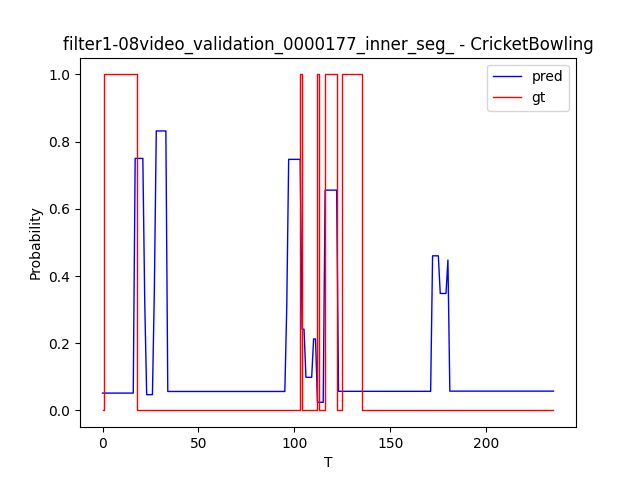 filter1-08video_validation_0000177_inner_seg_ - CricketBowling
pred
gt
1.0
0.8
0.6
0.4
0.2
0.0
Probability
0
50
100
150
200
T